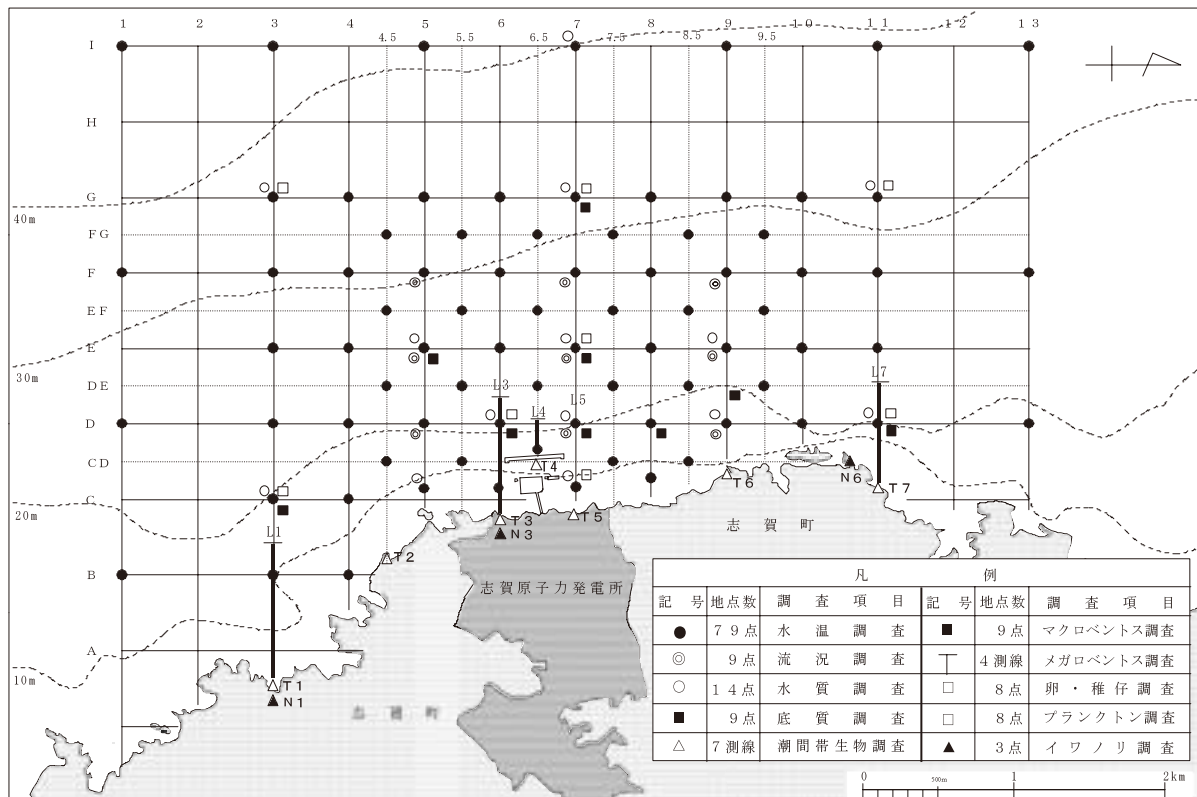 1 2 3 4 5 6 7 8 9 10 11 12 13
4.5 5.5 6.5 7.5 8.5 9.5
I
H
G
40m
FG
F
EF
E
30m
DE
L3
L4
L5
L7
D
CD
T4
T6
N6
T7
C
20m
T3
T5
N3
志賀町
L1
T2
B
志賀原子力発電所
A
10m
T1
N1
志賀町
凡例
記号 地点数 調査項目 記号 地点数 調査項目
● 79点 水温調査 ■ 9点 マクロベントス調査
◎ 9点 流況調査 4測線 メガロベントス調査
○ 14点 水質調査 □ 8点 卵・稚仔調査
■ 9点 底質調査 □ 8点 プランクトン調査
△ 7測線 潮間帯生物調査 ▲ 3点 イワノリ調査
0 500m 1 2km